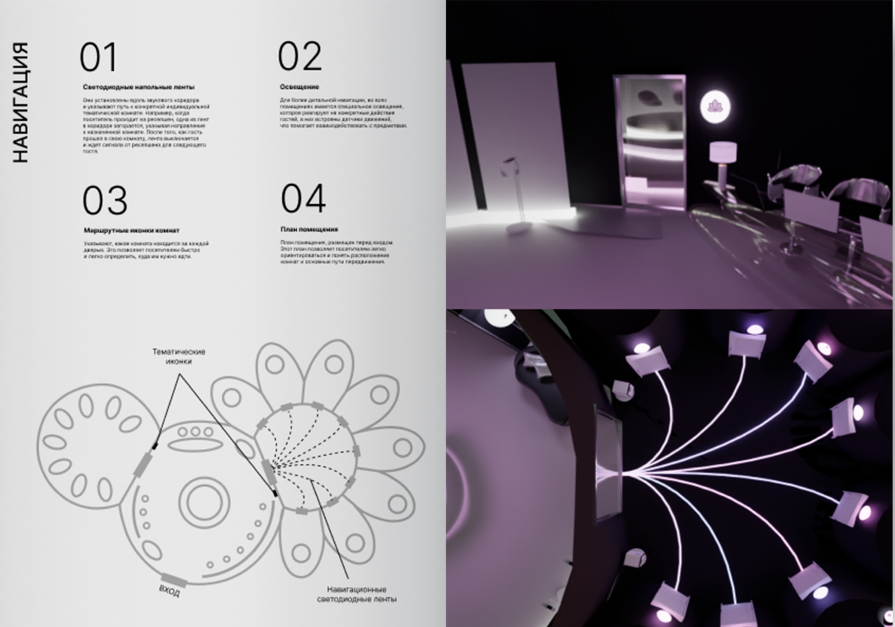 НАВИГАЦИЯ
01
Светодиодные напольные ленты
Они установлены вдоль звукового коридора
и указывают путь к конкретной индивидуальной
тематической комнате. Например, когда
посетитель проходит на ресепшен, одна из лент
в коридоре загорается, указывая направление
к назначенной комнате. После того, как гость
прошел в свою комнату, лента выключается
и ждет сигнала от ресепшена для следующего
гостя.
02
Освещение
Для более детальной навигации, во всех
помещениях имеется специальное освещение,
которое реагирует на конкретные действия
гостей, в них встроены датчики движения,
что помогает взаимодействовать с предметами.
03
Маршрутные иконки комнат
Указывают, какая комната находится за каждой
дверью. Это позволяет посетителям быстро
и легко определить, куда им нужно идти.
04
План помещения
План помещения, размещен перед входом.
Этот план позволяет посетителям легко
ориентироваться и понять расположение
комнат и основные пути передвижения.
Тематические
иконки
ВХОД
Навигационные
светодиодные ленты